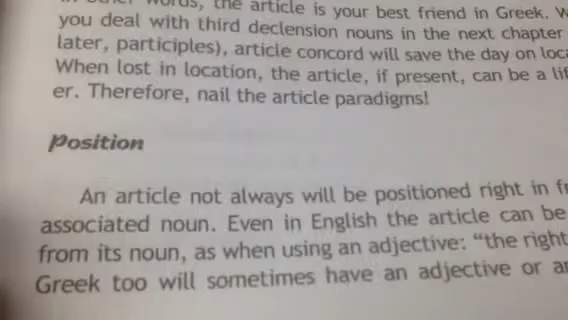 words, the article is your best friend in Greek.
you deal with third declension nouns in the next chapter
later, participles), article concord will save the day on
When lost in location, the article, if present, can be a
er. Therefore, nail the article paradigms!
Position
An article not always will be positioned right in
associated noun. Even in English the article can be
from its noun, as when using an adjective: “the right
Greek too will sometimes have an adjective or